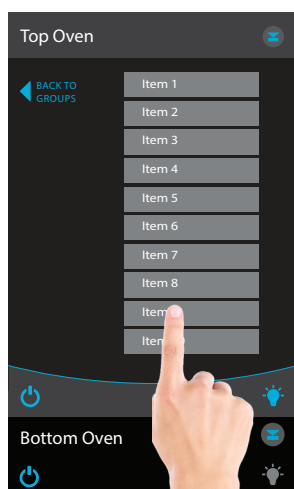 Top Oven
BACK TO
GROUPS
Item 1
Item 2
Item 3
Item 4
Item 5
Item 6
Item 7
Item 8
Item
Item
Bottom Oven